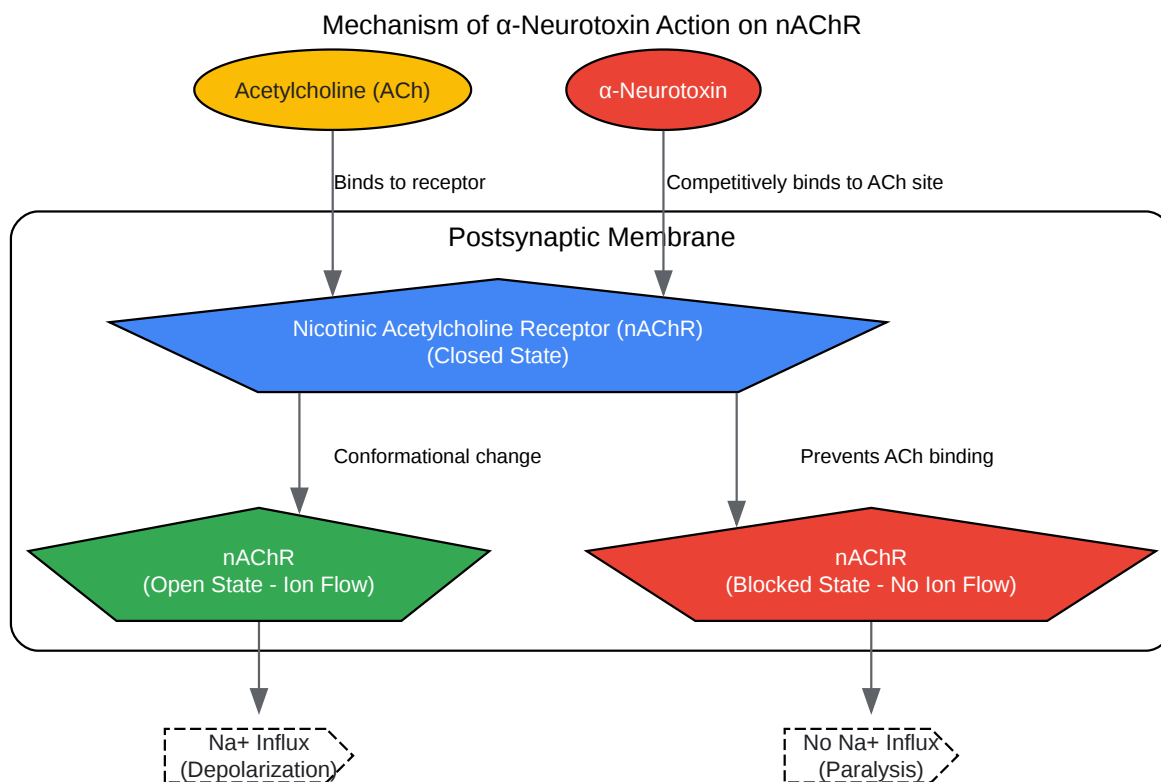 Mechanism of α-Neurotoxin Action on nAChR
Acetylcholine (ACh)
α-Neurotoxin
Binds to receptor
Competitively binds to ACh site
Postsynaptic Membrane
Nicotinic Acetylcholine Receptor (nAChR)
(Closed State)
Conformational change
Prevents ACh binding
nAChR
(Open State - Ion Flow)
nAChR
(Blocked State - No Ion Flow)
Na+ Influx
(Depolarization)
No Na+ Influx
(Paralysis)